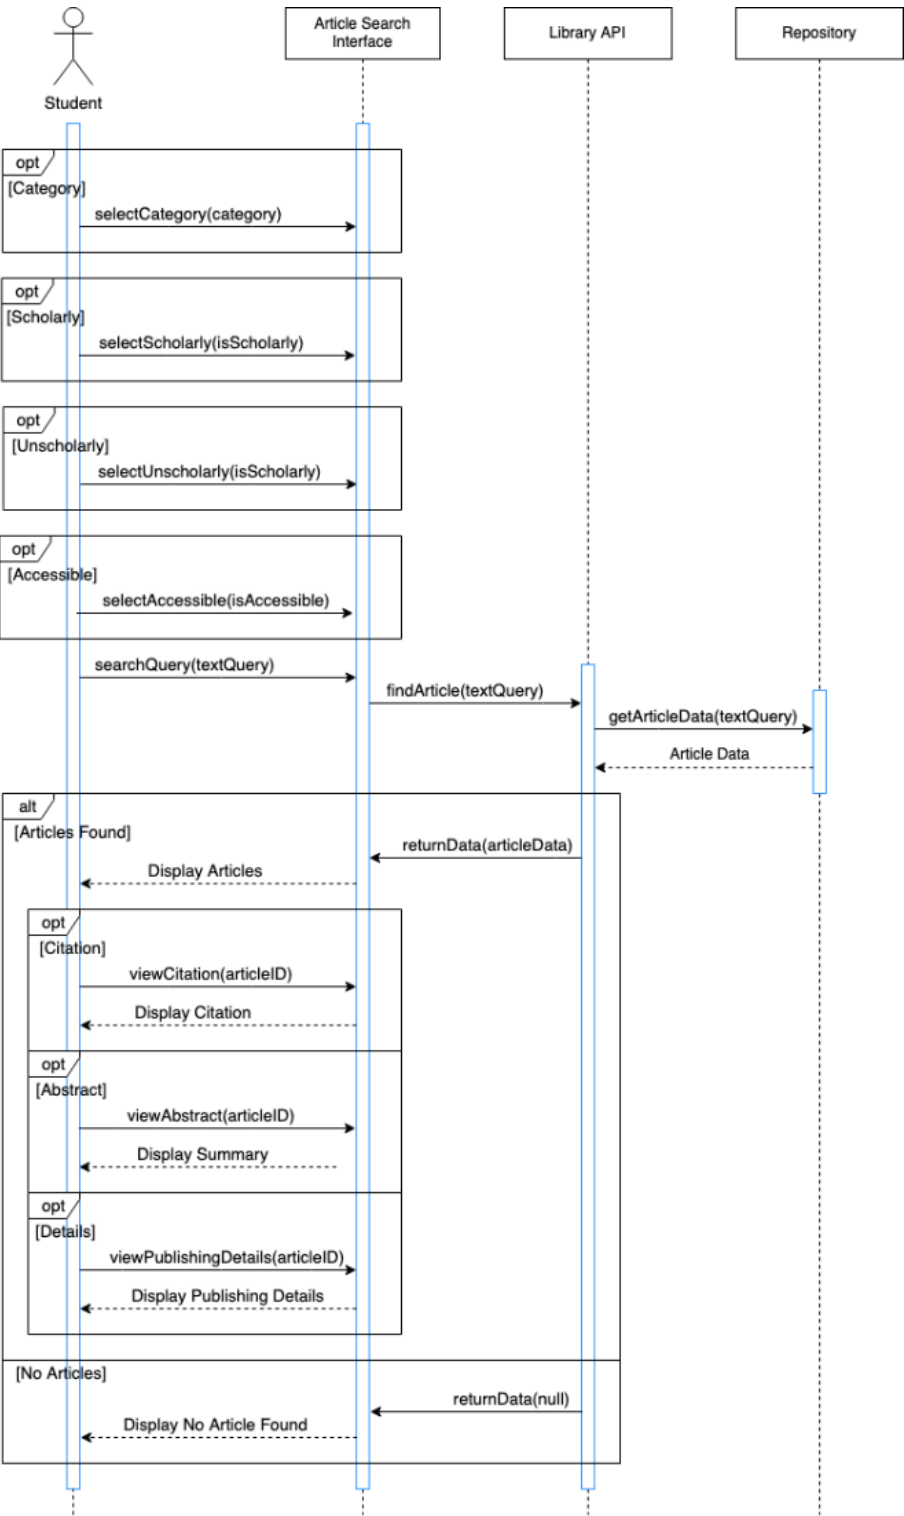 Article Search
Interface
Library API
Repository
Student
opt
[Category]
selectCategory(category)
opt
[Scholarly]
selectScholarly(isScholarly)
opt
[Unscholarly]
selectUnscholarly(isScholarly)
opt
[Accessible]
selectAccessible(isAccessible)
searchQuery(textQuery)
findArticle(textQuery)
getArticleData(textQuery)
Article Data
alt
[Articles Found]
returnData(articleData)
Display Articles
opt
[Citation]
viewCitation(articleID)
Display Citation
opt
[Abstract]
viewAbstract(articleID)
Display Summary
opt
[Details]
viewPublishingDetails(articleID)
Display Publishing Details
[No Articles]
returnData(null)
Display No Article Found